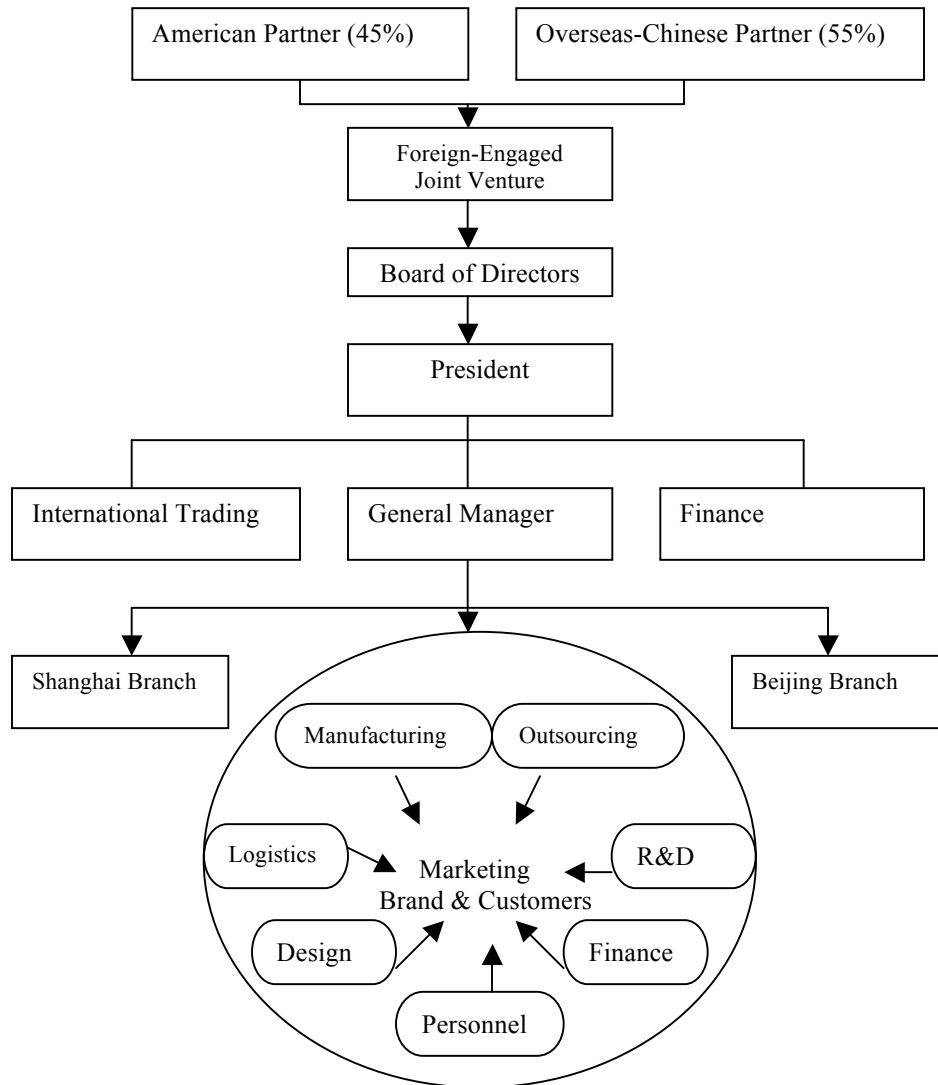 American Partner (45%)
Overseas-Chinese Partner (55%)
Foreign-Engaged
Joint Venture
Board of Directors
President
International Trading
General Manager
Finance
Shanghai Branch
Beijing Branch
Manufacturing
Outsourcing
Logistics
R&D
Marketing
Brand & Customers
Design
Finance
Personnel